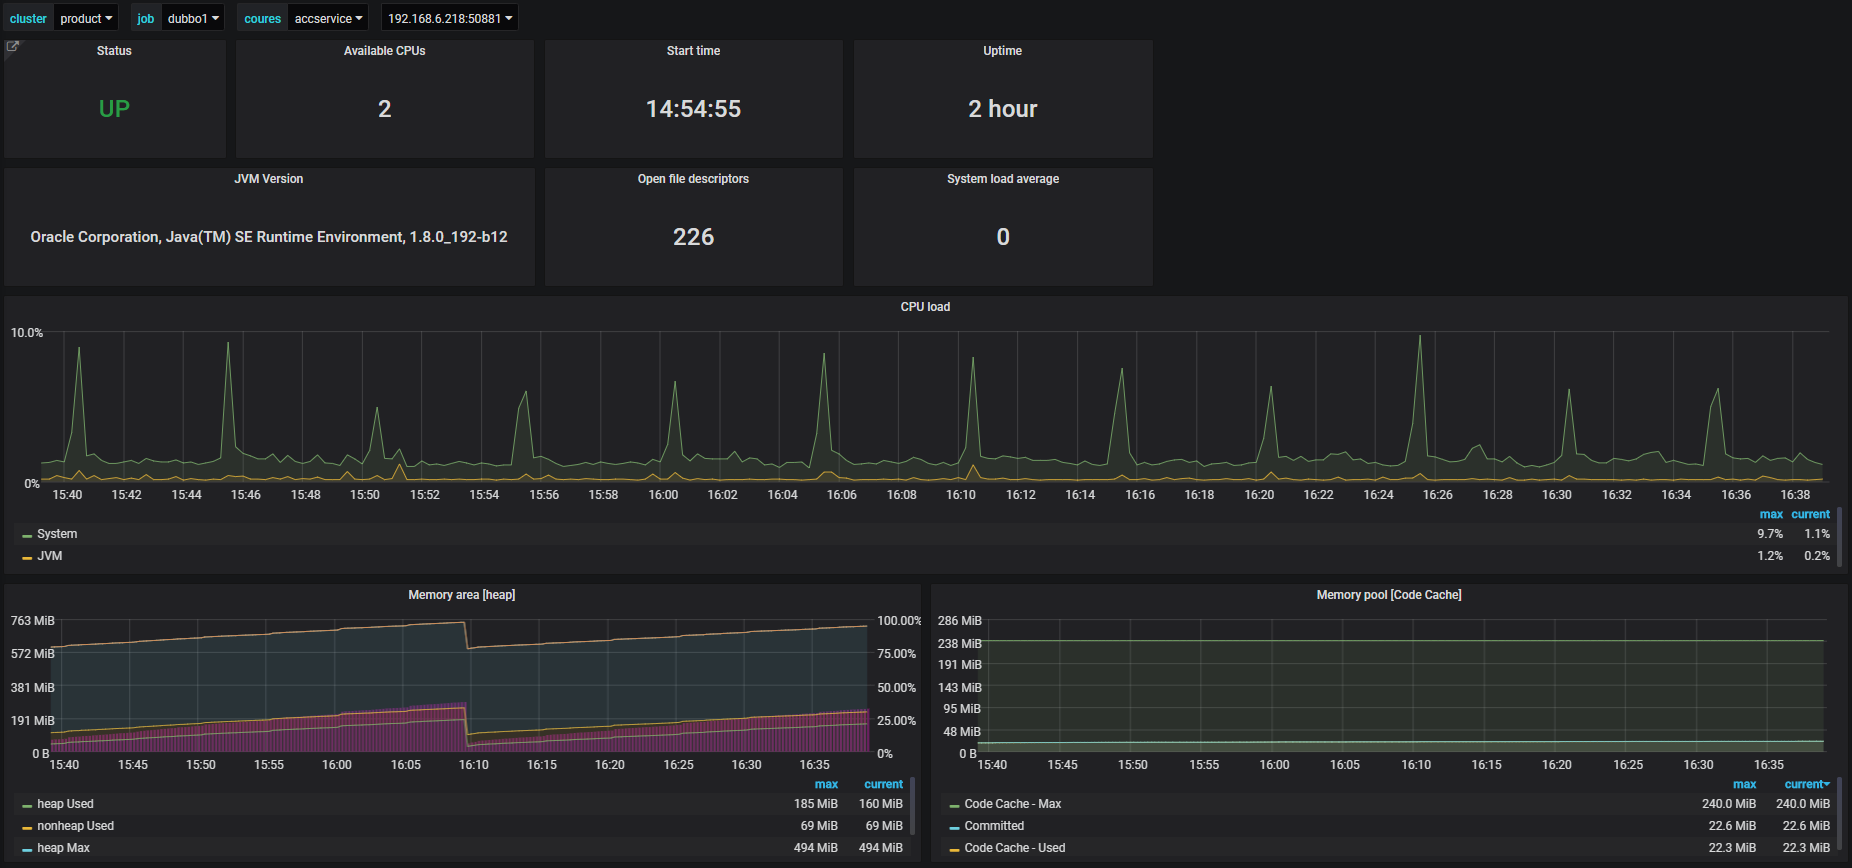 cluster product job dubbo1 coures accservice 192.168.6.218:50881
Status Available CPUs Start time Uptime
UP 2 14:54:55 2 hour
JVM Version Open file descriptors System load average
Oracle Corporation, Java(TM) SE Runtime Environment, 1.8.0_192-b12 226 0
CPU load
10.0%
0%
15:40 15:42 15:44 15:46 15:48 15:50 15:52 15:54 15:56 15:58 16:00 16:02 16:04 16:06 16:08 16:10 16:12 16:14 16:16 16:18 16:20 16:22 16:24 16:26 16:28 16:30 16:32 16:34 16:36 16:38
max current
System 9.7% 1.1%
JVM 1.2% 0.2%
Memory area [heap]
763 MiB 100.00%
572 MiB 75.00%
381 MiB 50.00%
191 MiB 25.00%
0 B 0%
15:40 15:45 15:50 15:55 16:00 16:05 16:10 16:15 16:20 16:25 16:30 16:35
max current
heap Used 185 MiB 160 MiB
nonheap Used 69 MiB 69 MiB
heap Max 494 MiB 494 MiB
Memory pool [Code Cache]
286 MiB
238 MiB
191 MiB
143 MiB
95 MiB
48 MiB
0 B
15:40 15:45 15:50 15:55 16:00 16:05 16:10 16:15 16:20 16:25 16:30 16:35
max current
Code Cache - Max 240.0 MiB 240.0 MiB
Committed 22.6 MiB 22.6 MiB
Code Cache - Used 22.3 MiB 22.3 MiB